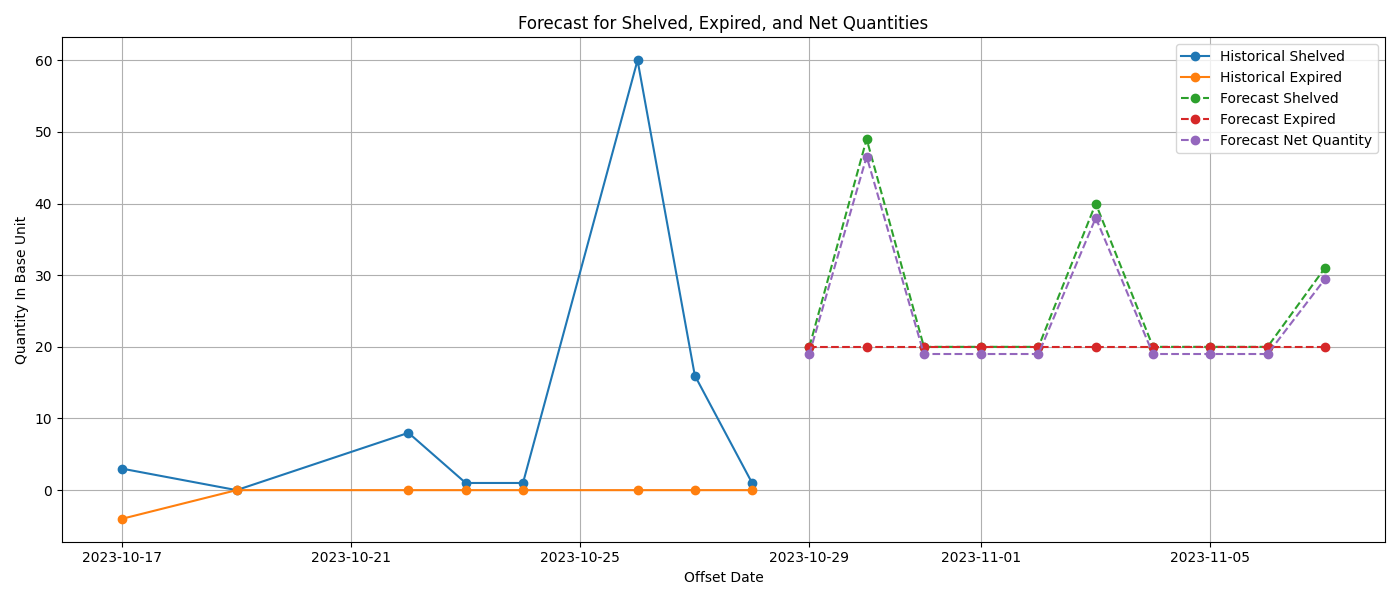 Forecast for Shelved, Expired, and Net Quantities
Historical Shelved
Historical Expired
Forecast Shelved
Forecast Expired
Forecast Net Quantity
Quantity In Base Unit
60
50
40
30
20
10
0
2023-10-17
2023-10-21
2023-10-25
2023-10-29
2023-11-01
2023-11-05
Offset Date